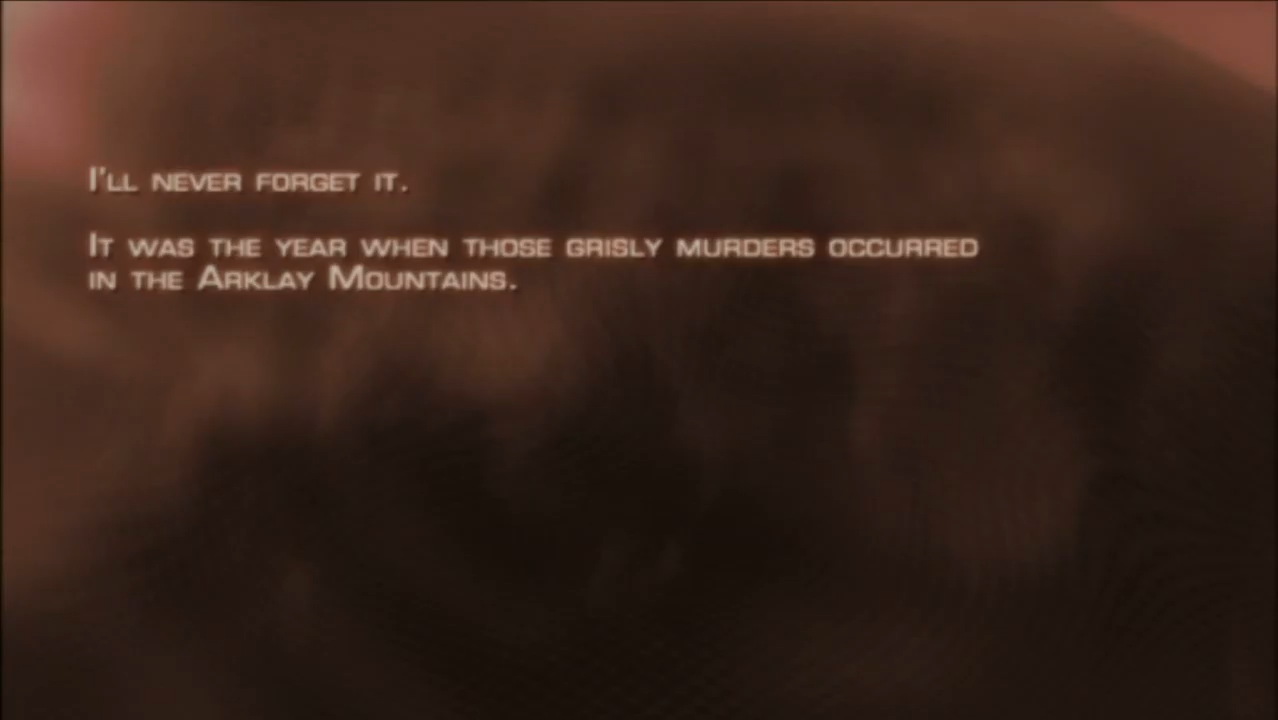 I'll never forget it.
It was the year when those grisly murders occurred
in the Arklay Mountains.